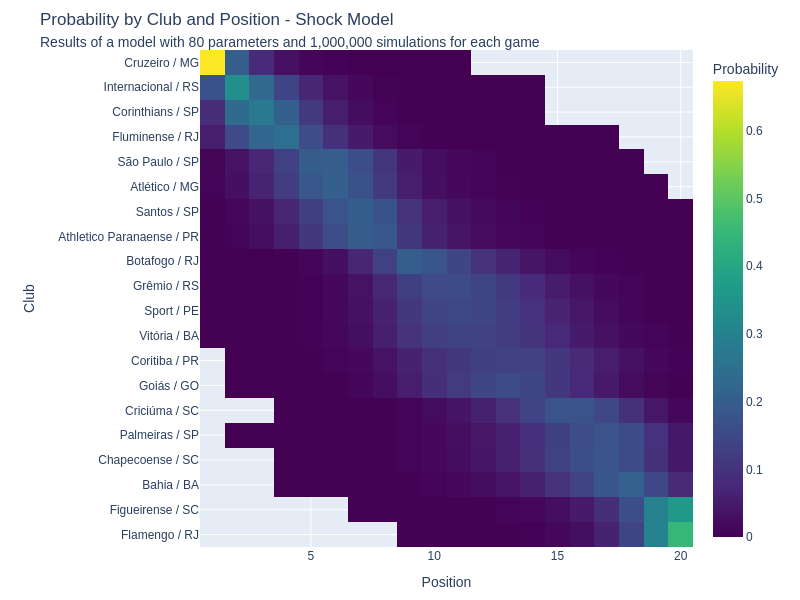 Probability by Club and Position - Shock Model
Results of a model with 80 parameters and 1,000,000 simulations for each game
Probability
Club
Cruzeiro / MG
Internacional / RS
Corinthians / SP
Fluminense / RJ
São Paulo / SP
Atlético / MG
Santos / SP
Athletico Paranaense / PR
Botafogo / RJ
Grêmio / RS
Sport / PE
Vitória / BA
Coritiba / PR
Goiás / GO
Criciúma / SC
Palmeiras / SP
Chapecoense / SC
Bahia / BA
Figueirense / SC
Flamengo / RJ
5 10 15 20
Position
0.6
0.5
0.4
0.3
0.2
0.1
0